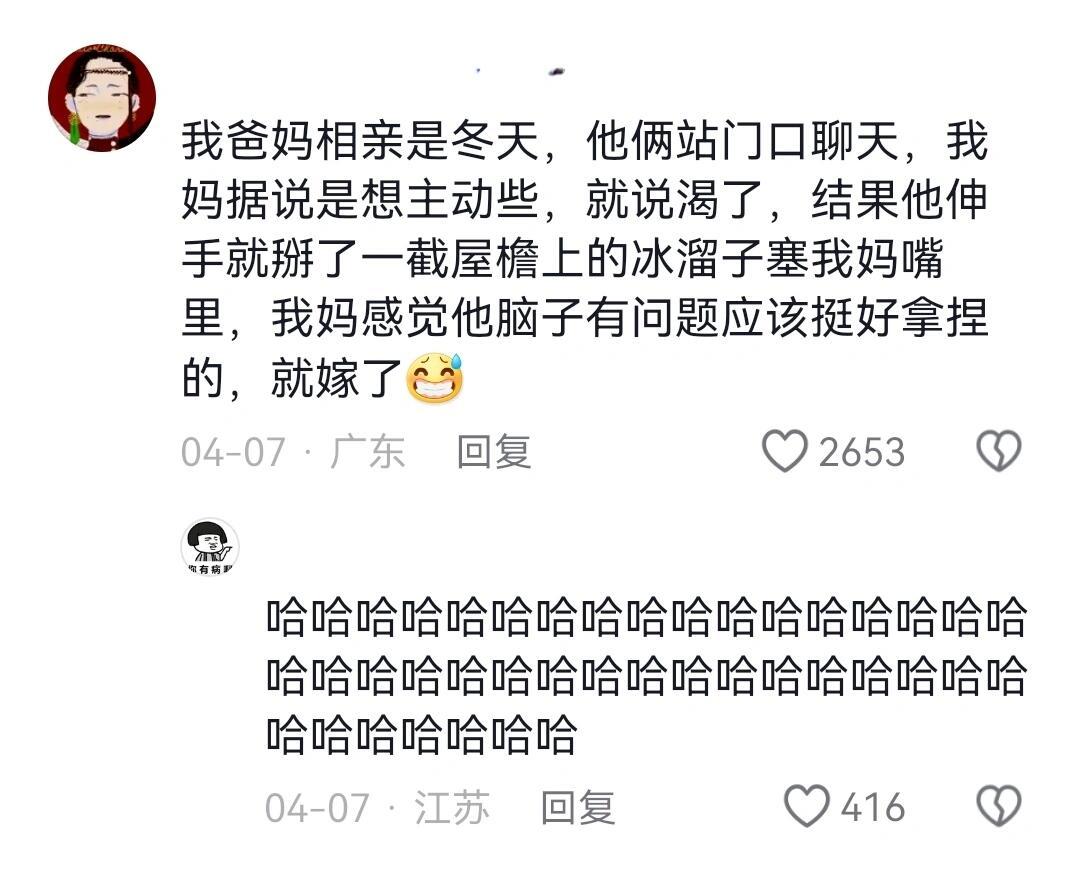 我爸妈相亲是冬天，他俩站门口聊天，我
妈据说是想主动些，就说渴了，结果他伸
手就掰了一截屋檐上的冰溜子塞我妈嘴
里，我妈感觉他脑子有问题应该挺好拿捏
的，就嫁了😅
04-07 · 广东 回复 2653
你有病
哈哈哈哈哈哈哈哈哈哈哈哈哈哈哈哈哈
哈哈哈哈哈哈哈哈哈哈哈哈哈哈哈哈哈
哈哈哈哈哈哈哈
04-07 · 江苏 回复 416